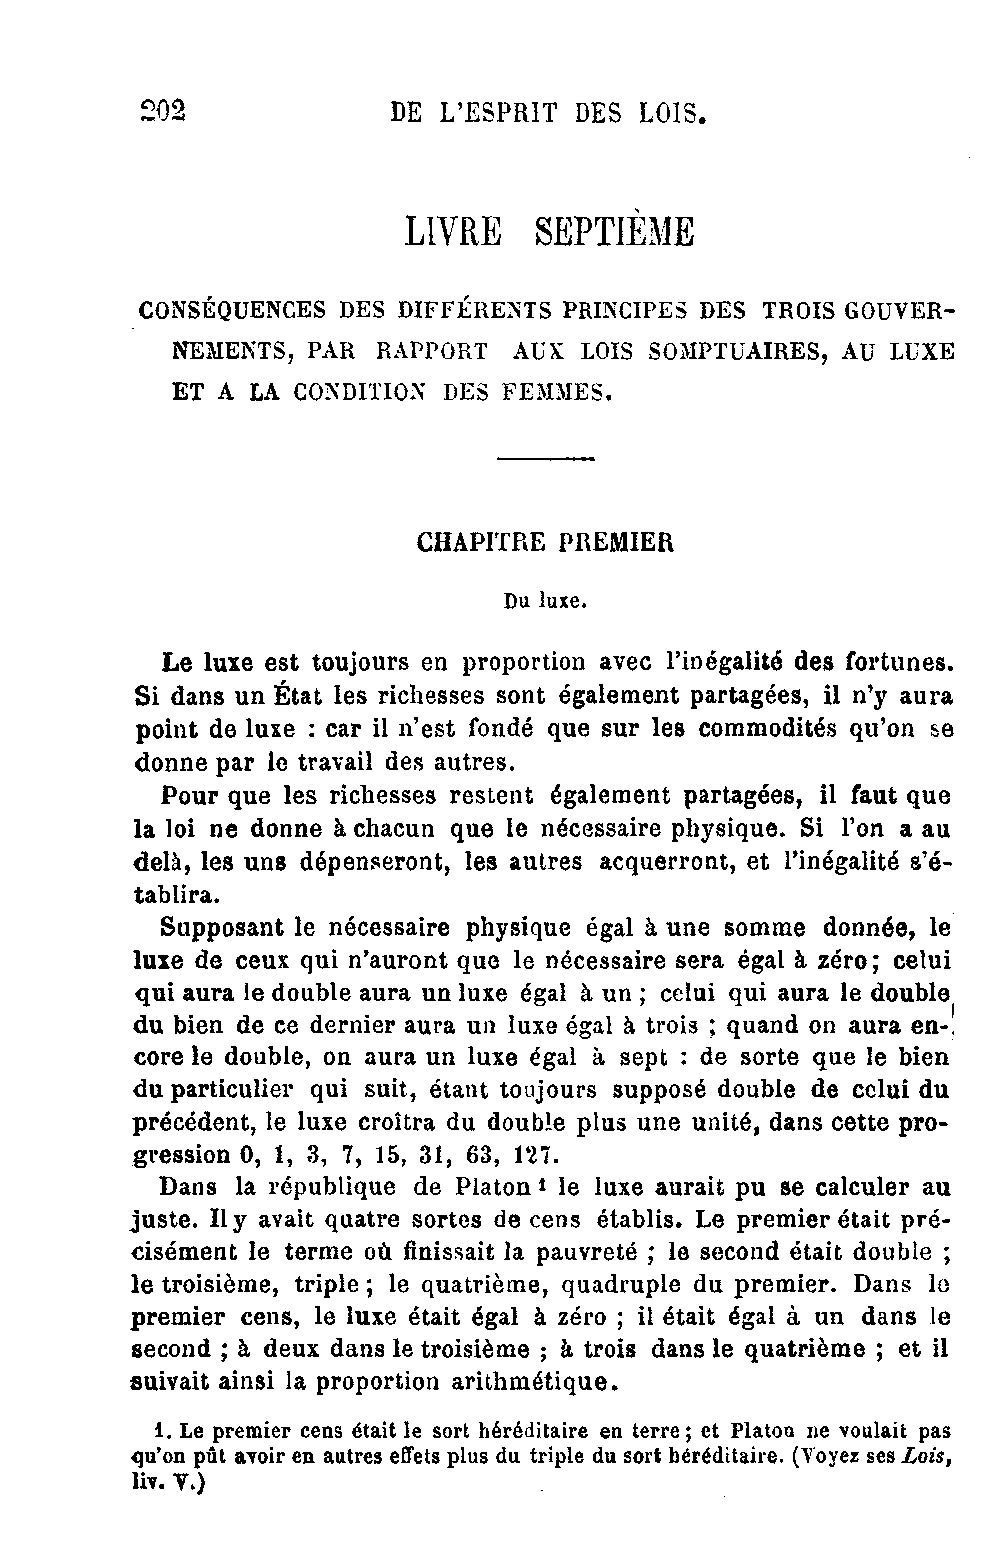 202 DE L'ESPRIT DES LOIS.
LIVRE SEPTIÈME
CONSÉQUENCES DES DIFFÉRENTS PRINCIPES DES TROIS GOUVER-
NEMENTS, PAR RAPPORT AUX LOIS SOMPTUAIRES, AU LUXE
ET A LA CONDITION DES FEMMES.
CHAPITRE PREMIER
Du luxe.
Le luxe est toujours en proportion avec l'inégalité des fortunes.
Si dans un État les richesses sont également partagées, il n'y aura
point de luxe : car il n'est fondé que sur les commodités qu'on se
donne par le travail des autres.
Pour que les richesses restent également partagées, il faut que
la loi ne donne à chacun que le nécessaire physique. Si l'on a au
delà, les uns dépenseront, les autres acquerront, et l'inégalité s'é-
tablira.
Supposant le nécessaire physique égal à une somme donnée, le
luxe de ceux qui n'auront que le nécessaire sera égal à zéro; celui
qui aura le double aura un luxe égal à un ; celui qui aura le double
du bien de ce dernier aura un luxe égal à trois ; quand on aura en-
core le double, on aura un luxe égal à sept : de sorte que le bien
du particulier qui suit, étant toujours supposé double de celui du
précédent, le luxe croîtra du double plus une unité, dans cette pro-
gression 0, 1, 3, 7, 15, 31, 63, 127.
Dans la république de Platon 1 le luxe aurait pu se calculer au
juste. Il y avait quatre sortes de cens établis. Le premier était pré-
cisément le terme où finissait la pauvreté ; le second était double ;
le troisième, triple ; le quatrième, quadruple du premier. Dans le
premier cens, le luxe était égal à zéro ; il était égal à un dans le
second ; à deux dans le troisième ; à trois dans le quatrième ; et il
suivait ainsi la proportion arithmétique.
1. Le premier cens était le sort héréditaire en terre ; et Platon ne voulait pas
qu'on pût avoir en autres effets plus du triple du sort héréditaire. (Voyez ses Lois,
liv. V.)